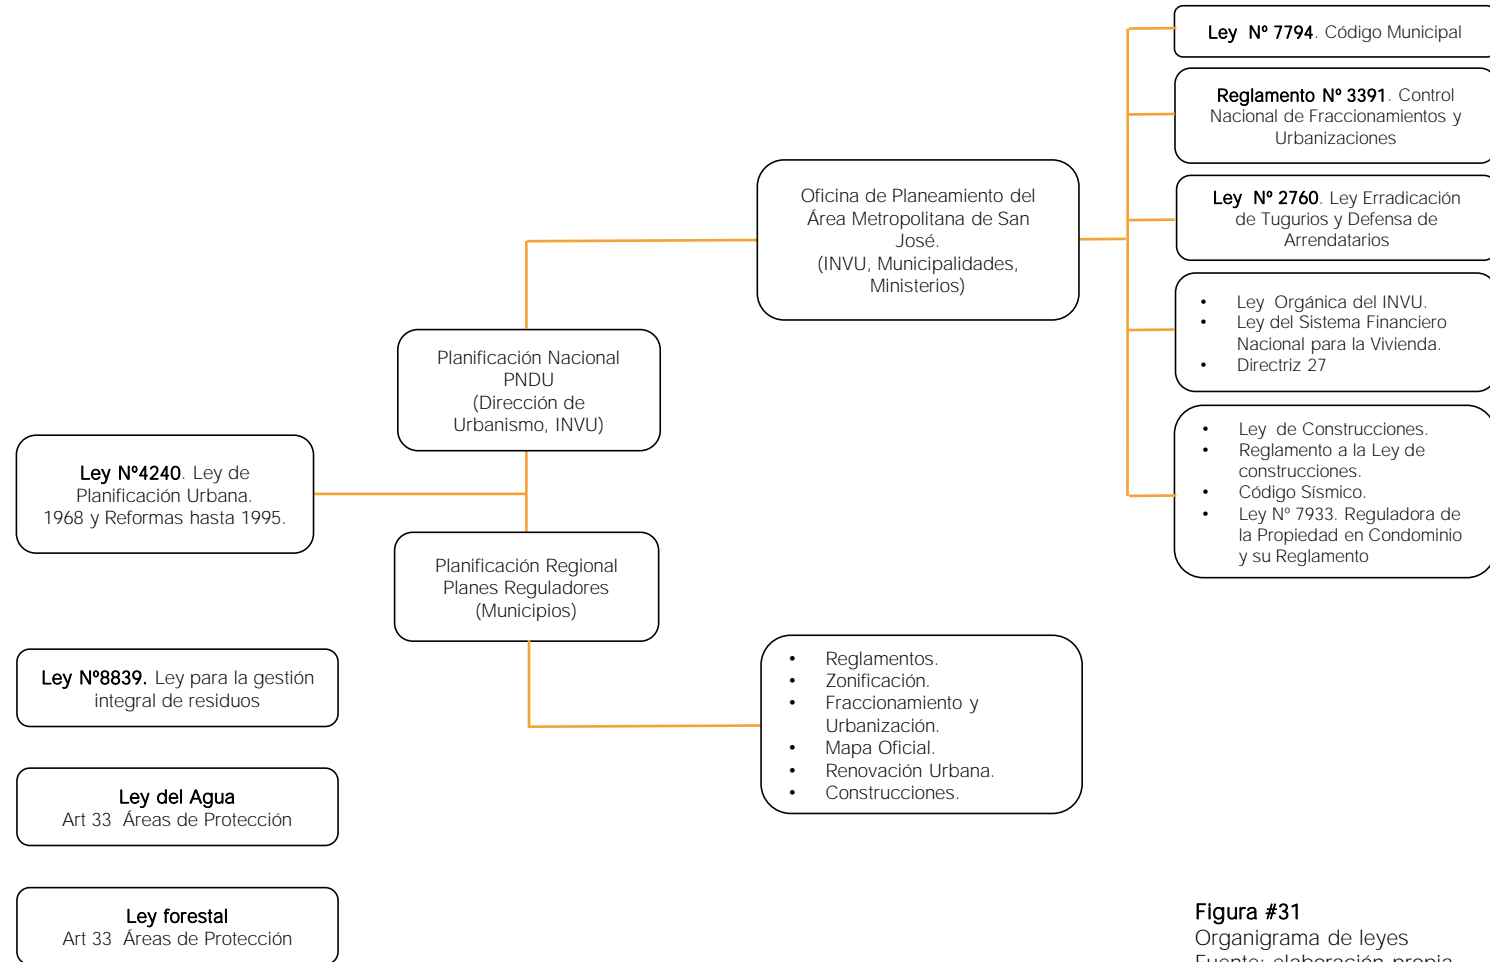 Ley Nº 7794. Código Municipal
Reglamento Nº 3391. Control
Nacional de Fraccionamientos y
Urbanizaciones
Ley Nº 2760. Ley Erradicación
de Tugurios y Defensa de
Arrendatarios
• Ley Orgánica del INVU.
• Ley del Sistema Financiero
Nacional para la Vivienda.
• Directriz 27
• Ley de Construcciones.
• Reglamento a la Ley de
construcciones.
• Código Sísmico.
• Ley Nº 7933. Reguladora de
la Propiedad en Condominio
y su Reglamento
Oficina de Planeamiento del
Área Metropolitana de San
José.
(INVU, Municipalidades,
Ministerios)
Planificación Nacional
PNDU
(Dirección de
Urbanismo, INVU)
Ley Nº4240. Ley de
Planificación Urbana.
1968 y Reformas hasta 1995.
Planificación Regional
Planes Reguladores
(Municipios)
• Reglamentos.
• Zonificación.
• Fraccionamiento y
Urbanización.
• Mapa Oficial.
• Renovación Urbana.
• Construcciones.
Ley Nº8839. Ley para la gestión
integral de residuos
Ley del Agua
Art 33 Áreas de Protección
Ley forestal
Art 33 Áreas de Protección
Figura #31
Organigrama de leyes
Fuente: elaboración propia